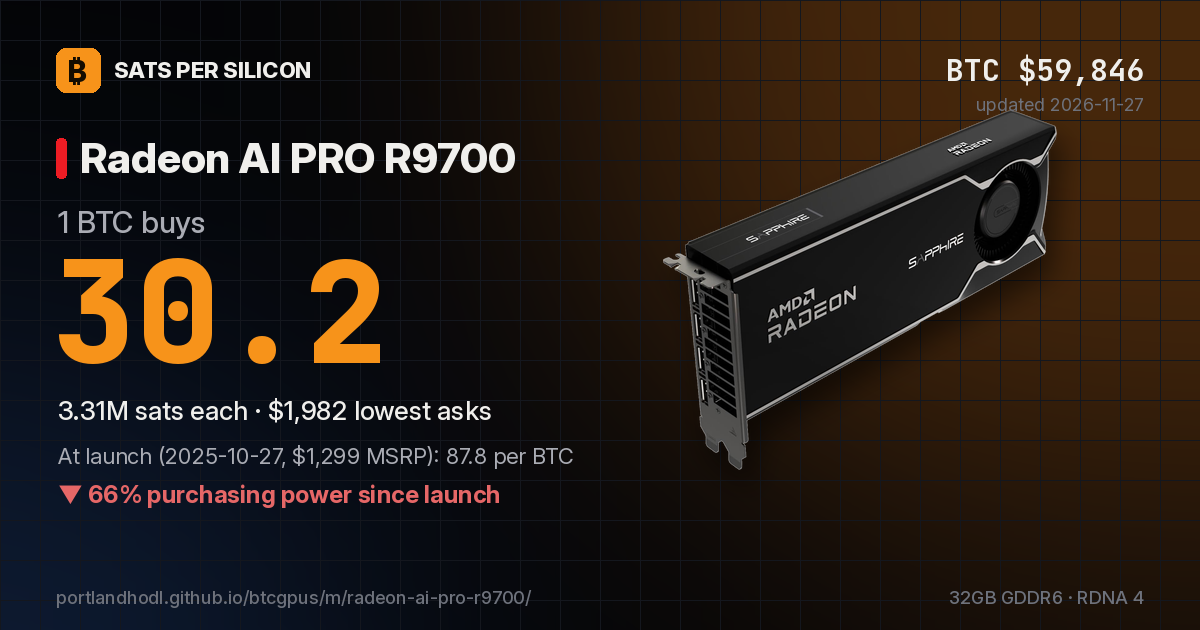 SATS PER SILICON
BTC $59,846
updated 2026-11-27
Radeon AI PRO R9700
1 BTC buys
30.2
3.31M sats each · $1,982 lowest asks
At launch (2025-10-27, $1,299 MSRP): 87.8 per BTC
▼ 66% purchasing power since launch
AMD
RADEON
SAPPHIRE
SAPPHIRE
AMD
RADEON
portlandhodl.github.io/btcgpus/m/radeon-ai-pro-r9700/
32GB GDDR6 · RDNA 4